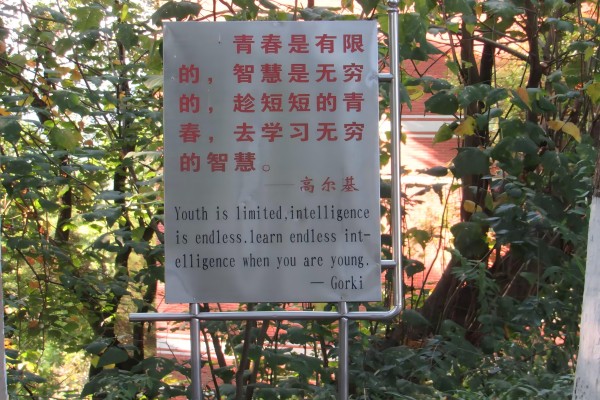 青春是有限
的，智慧是无穷
的，趁短短的青
春，去学习无穷
的智慧。
——高尔基
Youth is limited,intelligence
is endless.learn endless int-
elligence when you are young.
— Gorki